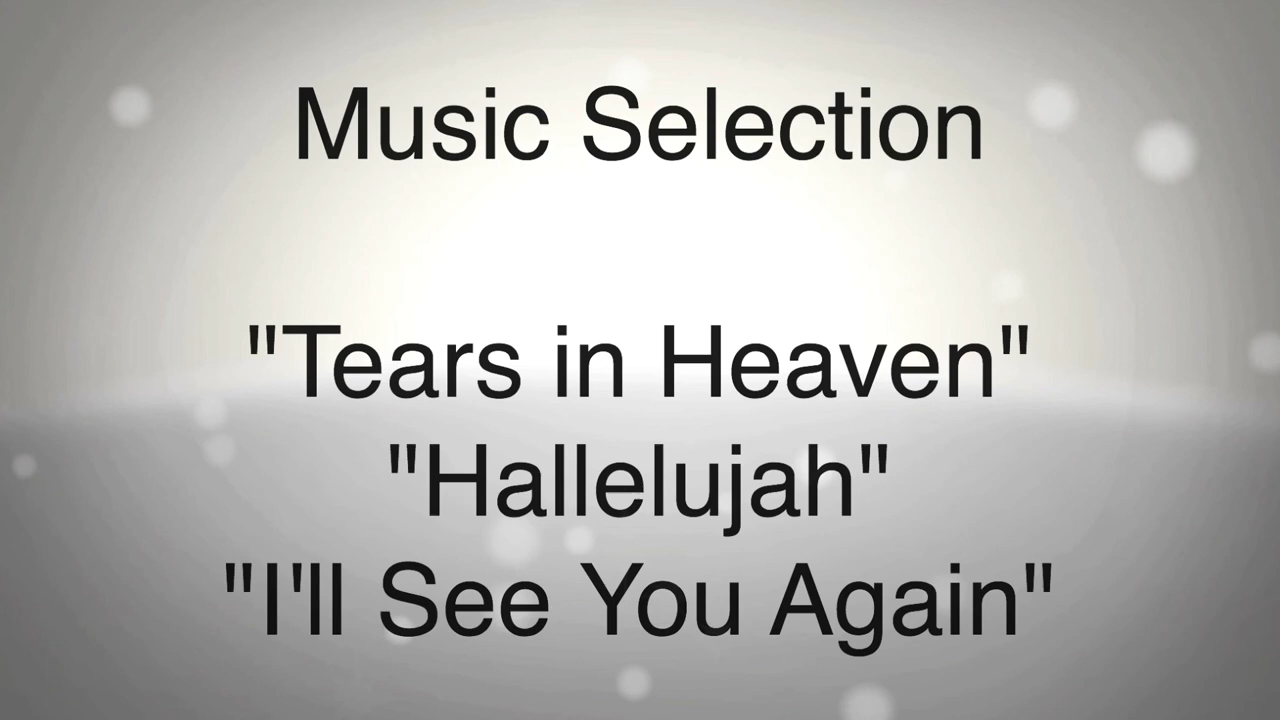 Music Selection
"Tears in Heaven"
"Hallelujah"
"I'll See You Again"